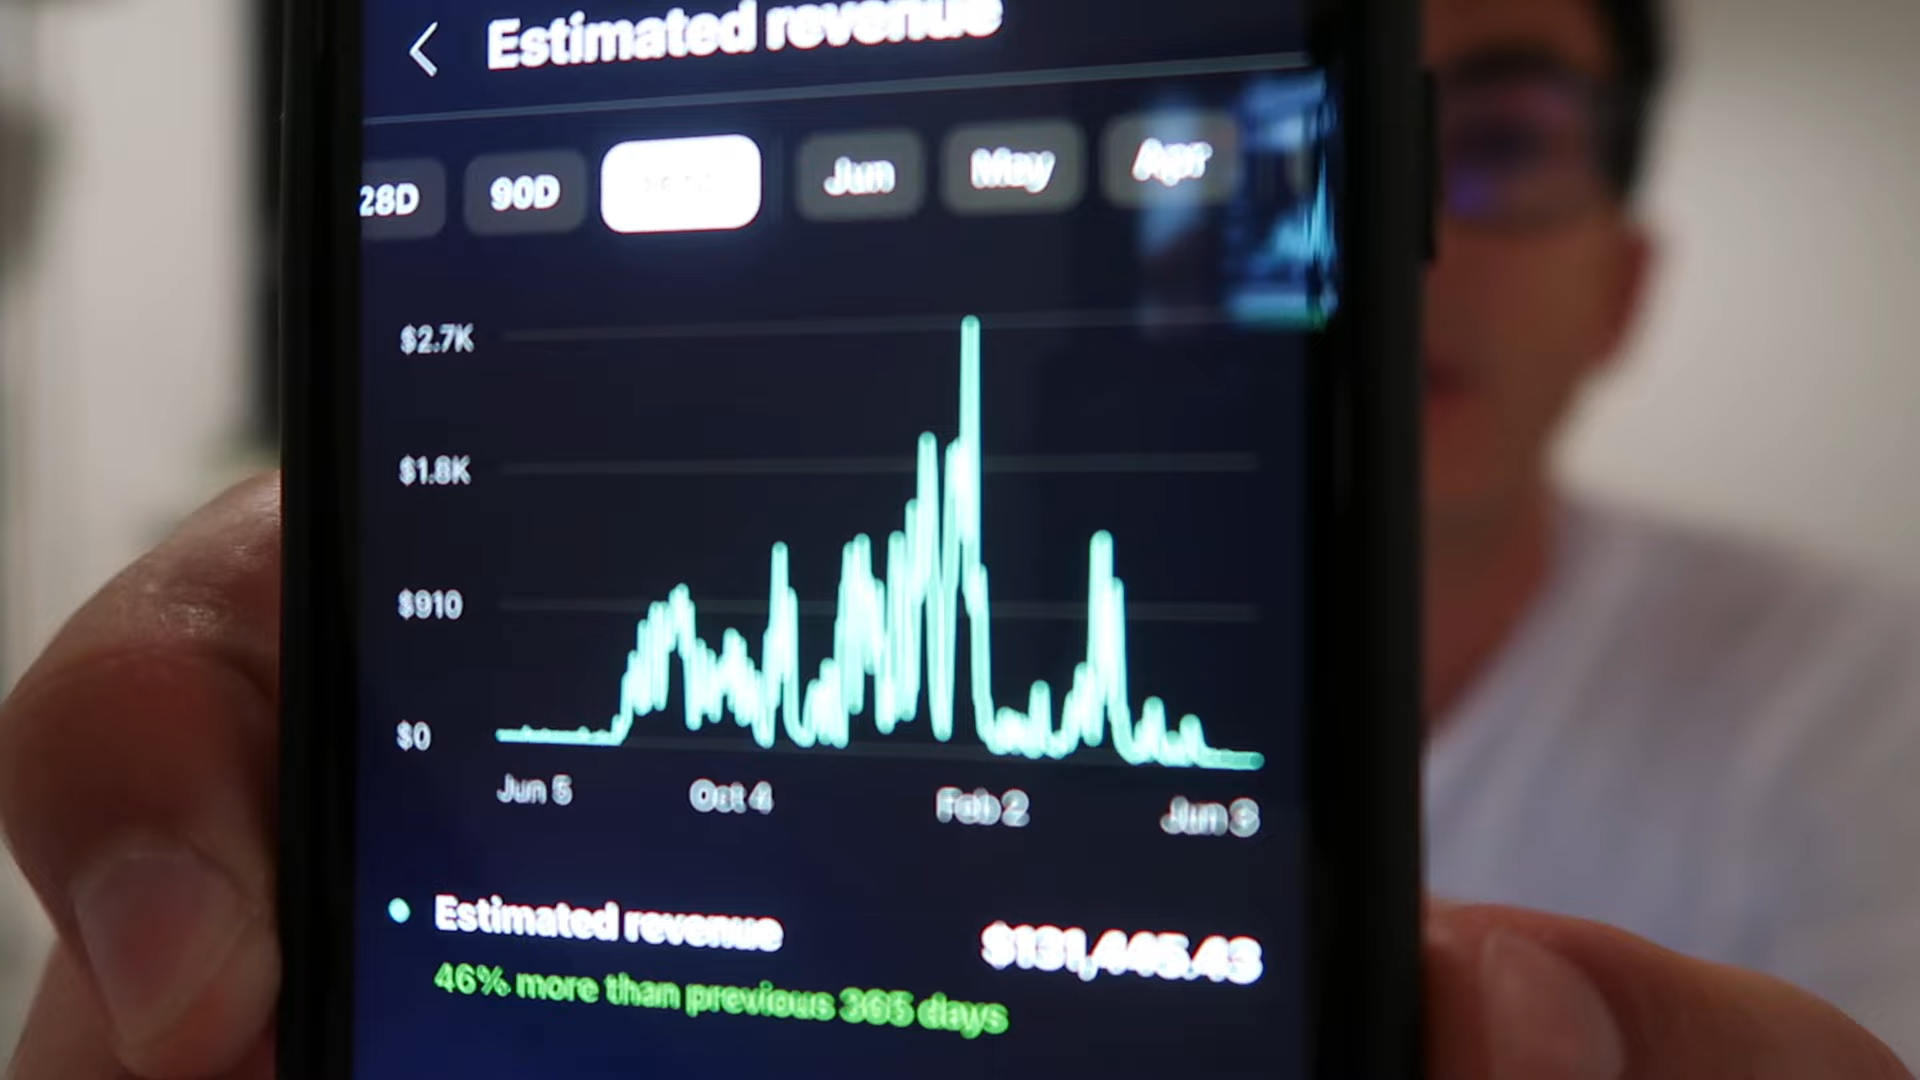 Estimated revenue
28D 90D Jun May Apr
$2.7K
$1.8K
$910
$0
Jun 5 Oct 4 Feb 2 Jun 3
Estimated revenue $131,445.43
46% more than previous 365 days